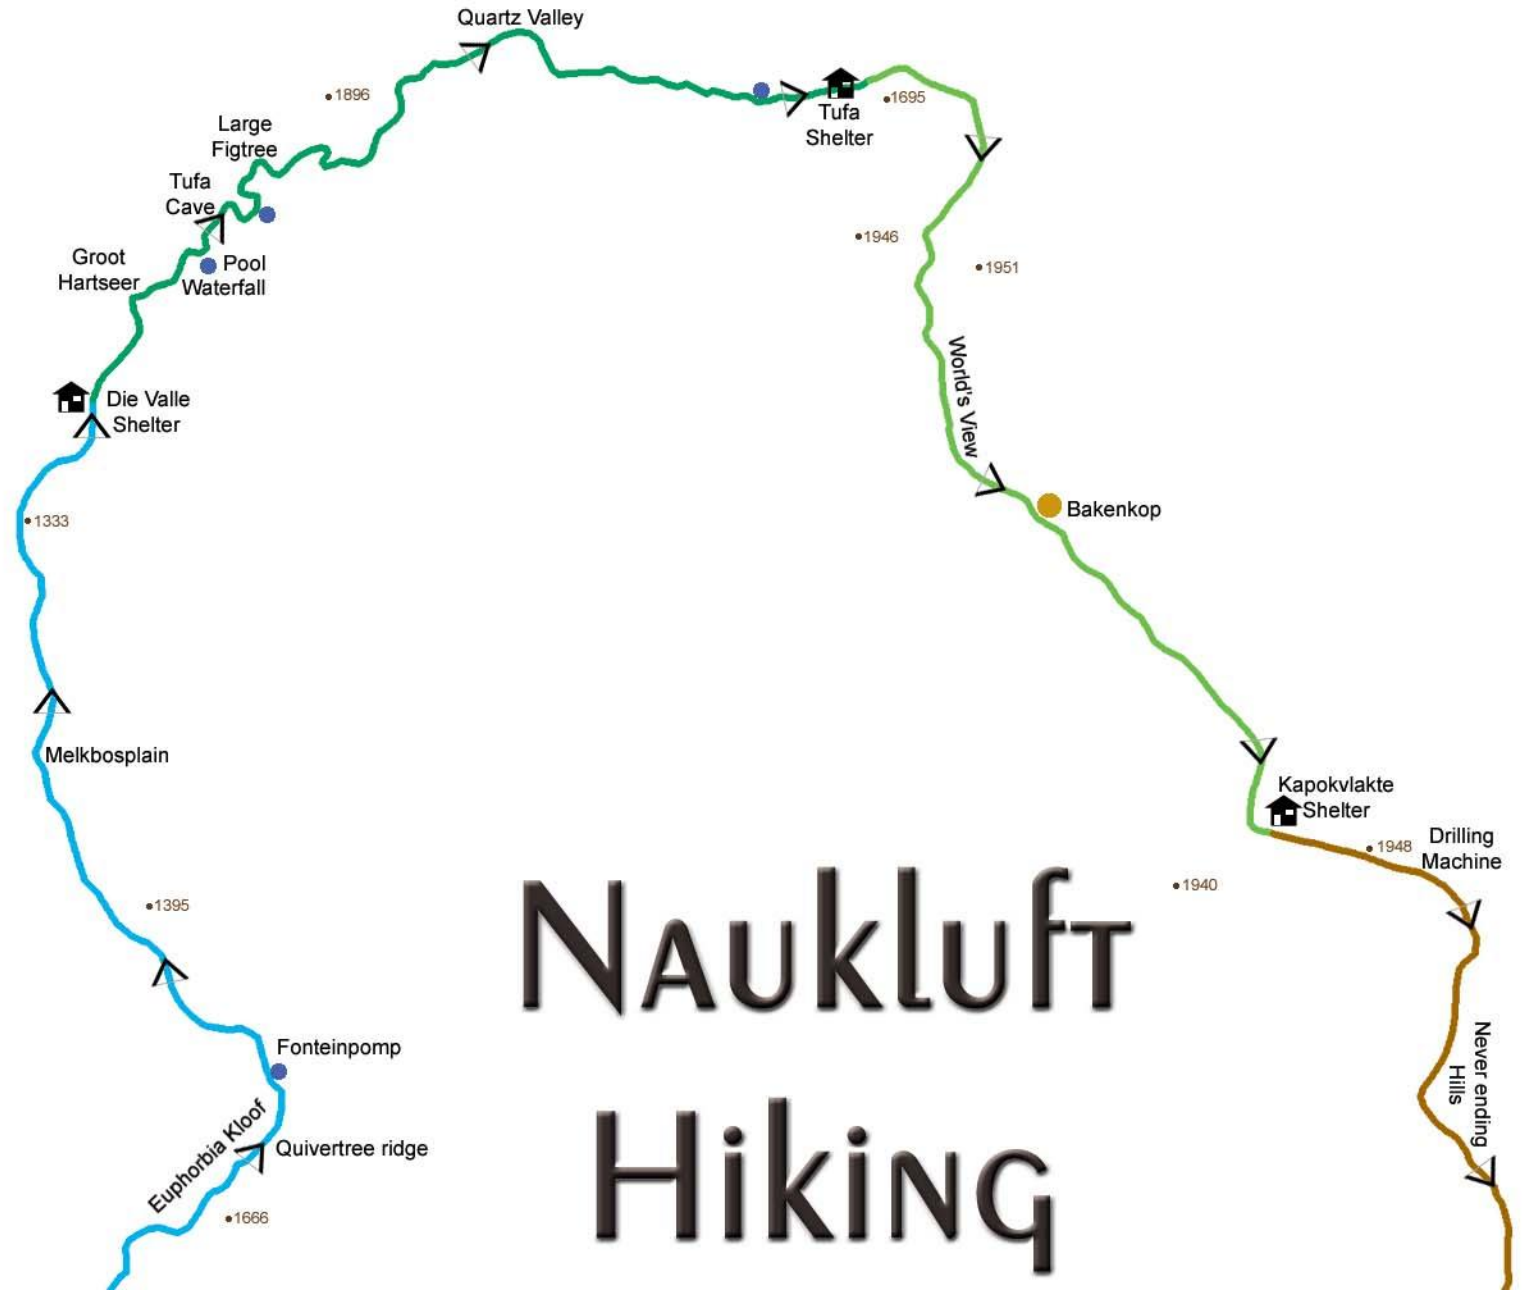 Quartz Valley
1896
Large
Figtree
Tufa
Shelter
1695
Tufa
Cave
1946
1951
Groot
Hartseer
Pool
Waterfall
World's View
Die Valle
Shelter
Bakenkop
1333
Melkbosplain
Kapokvlakte
Shelter
1948
Drilling
Machine
1940
1395
Naukluft
Hiking
Never ending
Hills
Fonteinpomp
Euphorbia Kloof
Quivertree ridge
1666